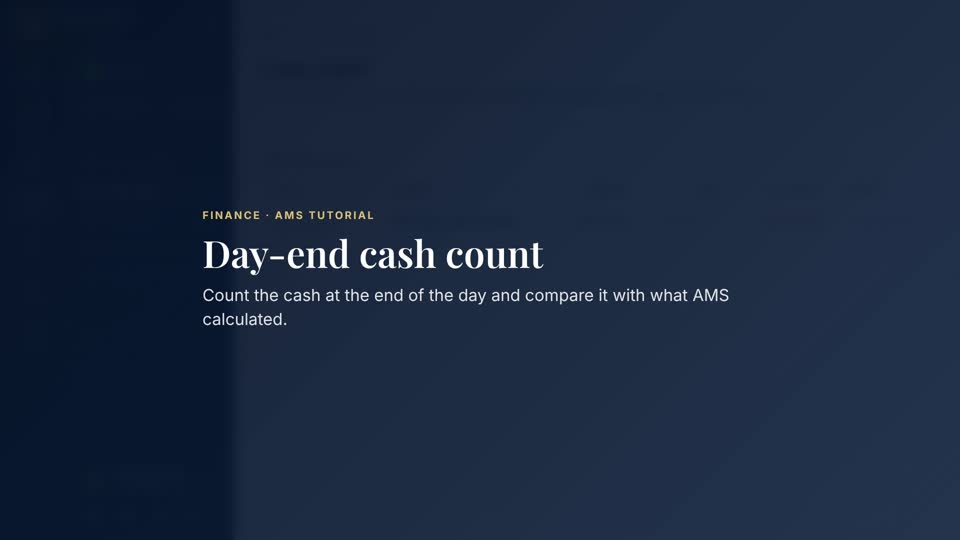 FINANCE · AMS TUTORIAL
Day-end cash count
Count the cash at the end of the day and compare it with what AMS
calculated.